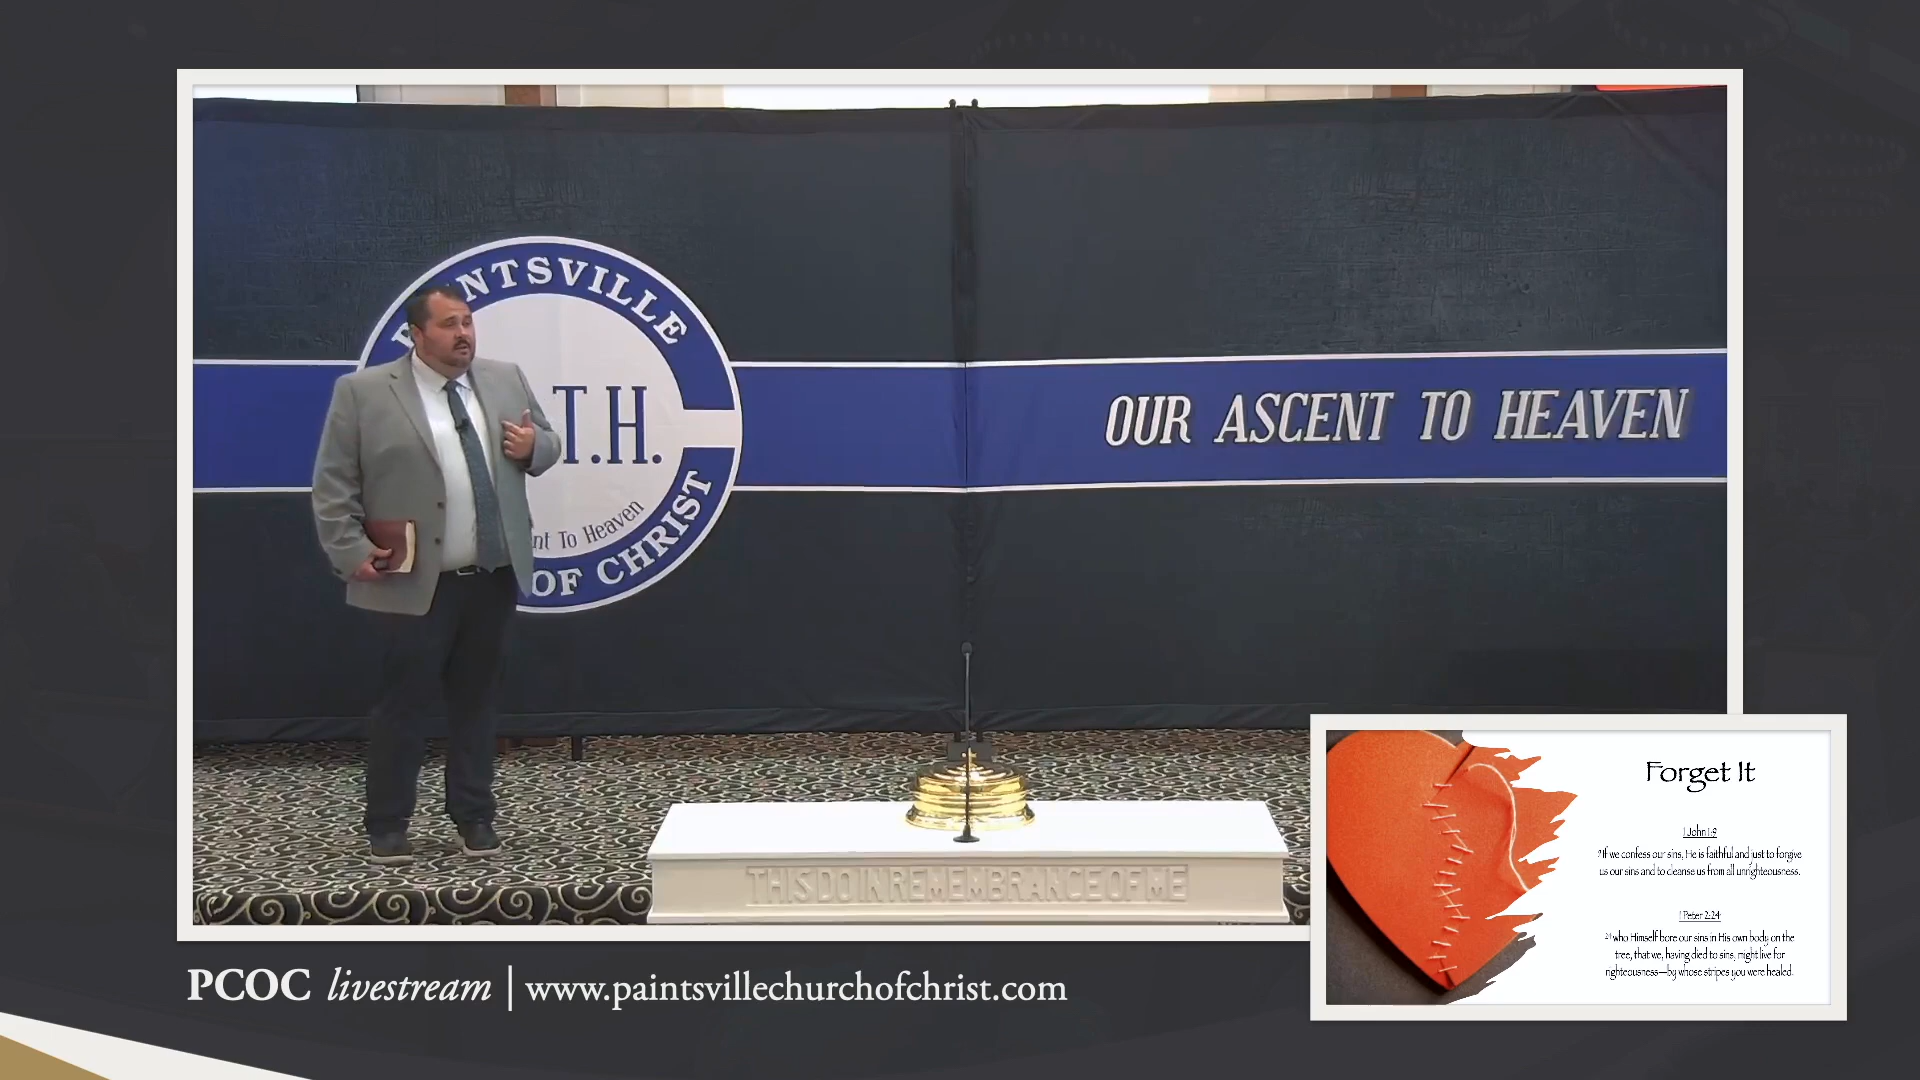 PAINTSVILLE
T.H.
nt To Heaven
OF CHRIST
OUR ASCENT TO HEAVEN
THIS DO IN REMEMBRANCE OF ME
Forget It
1 John 1:9
9 If we confess our sins, He is faithful and just to forgive
us our sins and to cleanse us from all unrighteousness.
1 Peter 2:24
24 who Himself bore our sins in His own body on the
tree, that we, having died to sins, might live for
righteousness—by whose stripes you were healed.
PCOC livestream | www.paintsvillechurchofchrist.com